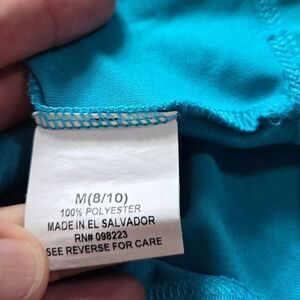 M(8/10)
100% POLYESTER
MADE IN EL SALVADOR
RN# 098223
SEE REVERSE FOR CARE